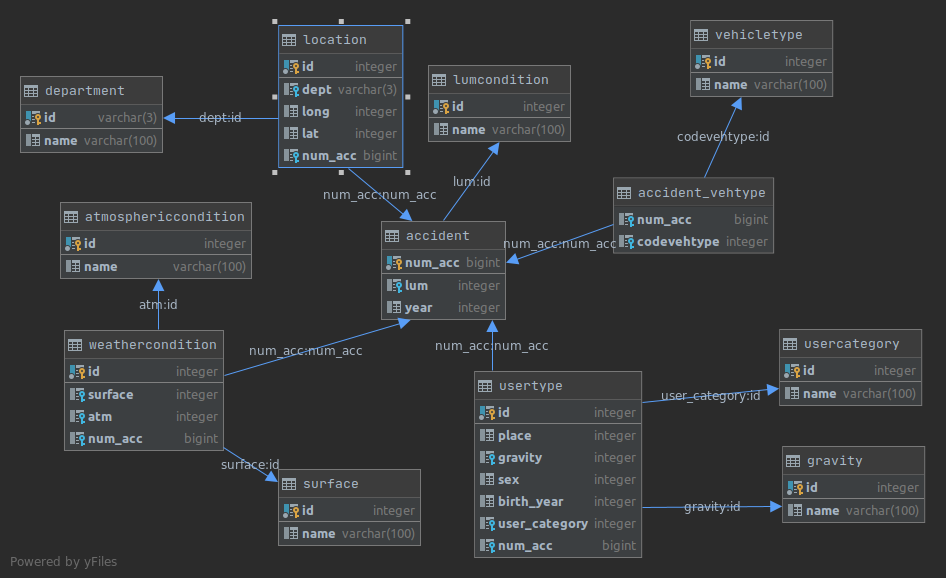 location
id integer
dept varchar(3)
long integer
lat integer
num_acc bigint
vehicletype
id integer
name varchar(100)
department
id varchar(3)
name varchar(100)
dept:id
lumcondition
id integer
name varchar(100)
codevehtype:id
num_acc:num_acc
lum:id
accident_vehtype
num_acc bigint
codevehtype integer
atmosphericcondition
id integer
name varchar(100)
accident
num_acc bigint
lum integer
year integer
num_acc:num_acc
atm:id
weathercondition
id integer
surface integer
atm integer
num_acc bigint
num_acc:num_acc
num_acc:num_acc
usertype
id integer
place integer
gravity integer
sex integer
birth_year integer
user_category integer
num_acc bigint
usercategory
id integer
name varchar(100)
user_category:id
surface:id
surface
id integer
name varchar(100)
gravity
id integer
name varchar(100)
gravity:id
Powered by yFiles